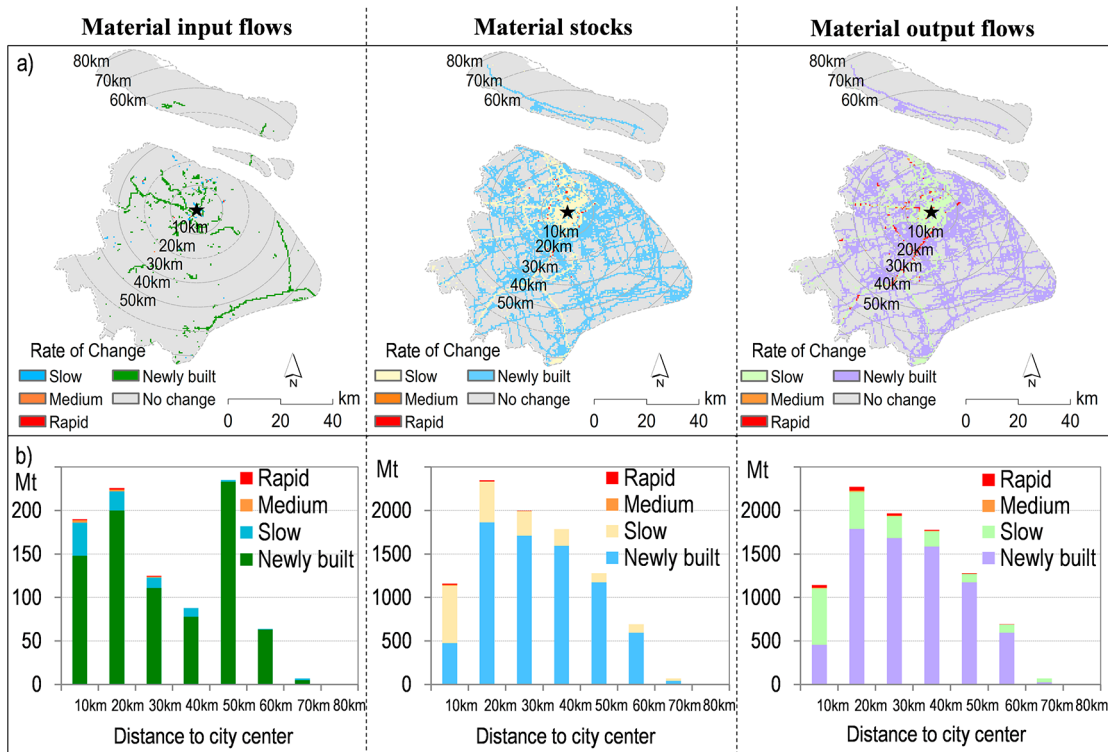 Material input flows
Material stocks
Material output flows
a)
80km
70km
60km
10km
20km
30km
40km
50km
Rate of Change
Slow
Newly built
Medium
No change
Rapid
N
km
0 20 40
80km
70km
60km
10km
20km
30km
40km
50km
Rate of Change
Slow
Newly built
Medium
No change
Rapid
N
km
0 20 40
80km
70km
60km
10km
20km
30km
40km
50km
Rate of Change
Slow
Newly built
Medium
No change
Rapid
N
km
0 20 40
b)
Mt
200
150
100
50
0
Rapid
Medium
Slow
Newly built
10km 20km 30km 40km 50km 60km 70km 80km
Distance to city center
Mt
2000
1500
1000
500
0
Rapid
Medium
Slow
Newly built
10km 20km 30km 40km 50km 60km 70km 80km
Distance to city center
Mt
2000
1500
1000
500
0
Rapid
Medium
Slow
Newly built
10km 20km 30km 40km 50km 60km 70km 80km
Distance to city center